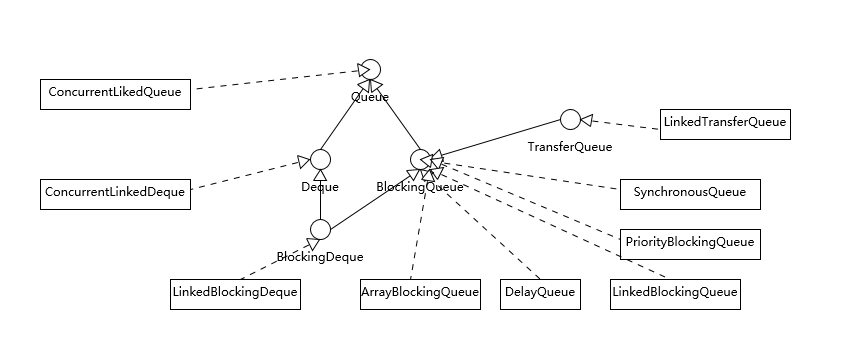 ConcurrentLikedQueue
Queue
LinkedTransferQueue
TransferQueue
ConcurrentLinkedDeque
Deque
BlockingQueue
SynchronousQueue
PriorityBlockingQueue
BlockingDeque
LinkedBlockingDeque
ArrayBlockingQueue
DelayQueue
LinkedBlockingQueue